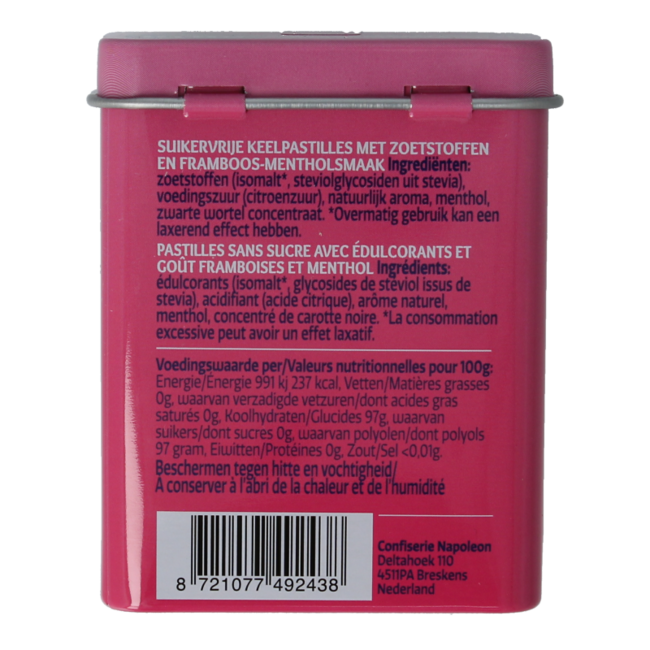 SUIKERVRIJE KEELPASTILLES MET ZOETSTOFFEN
EN FRAMBOOS-MENTHOLSMAAK Ingrediënten:
zoetstoffen (isomalt*, steviolglycosiden uit stevia),
voedingszuur (citroenzuur), natuurlijk aroma, menthol,
zwarte wortel concentraat. *Overmatig gebruik kan een
laxerend effect hebben.
PASTILLES SANS SUCRE AVEC ÉDULCORANTS ET
GOÛT FRAMBOISES ET MENTHOL Ingrédients:
édulcorants (isomalt*, glycosides de stéviol issus de
stevia), acidifiant (acide citrique), arôme naturel,
menthol, concentré de carotte noire. *La consommation
excessive peut avoir un effet laxatif.
Voedingswaarde per/Valeurs nutritionnelles pour 100g:
Energie/Énergie 991 kj 237 kcal, Vetten/Matières grasses
0g, waarvan verzadigde vetzuren/dont acides gras
saturés 0g, Koolhydraten/Glucides 97g, waarvan
suikers/dont sucres 0g, waarvan polyolen/dont polyols
97 gram, Eiwitten/Protéines 0g, Zout/Sel <0,01g.
Beschermen tegen hitte en vochtigheid/
A conserver à l'abri de la chaleur et de l'humidité
8 721077 492438
Confiserie Napoleon
Deltahoek 110
4511PA Breskens
Nederland